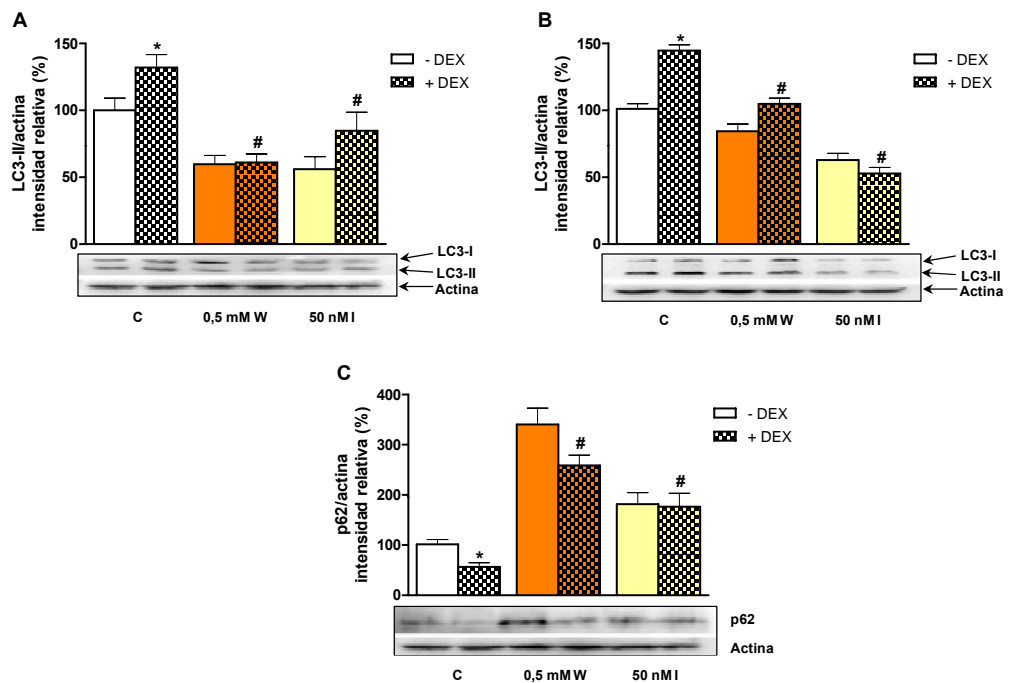 A
LC3-II/actina
intensidad relativa (%)
150
100
50
0
*
#
#
- DEX
+ DEX
LC3-I
LC3-II
Actina
C
0,5 mM W
50 nM I
B
LC3-II/actina
intensidad relativa (%)
150
100
50
0
*
#
#
- DEX
+ DEX
LC3-I
LC3-II
Actina
C
0,5 mM W
50 nM I
C
p62/actina
intensidad relativa (%)
400
300
200
100
0
*
#
#
- DEX
+ DEX
p62
Actina
C
0,5 mM W
50 nM I